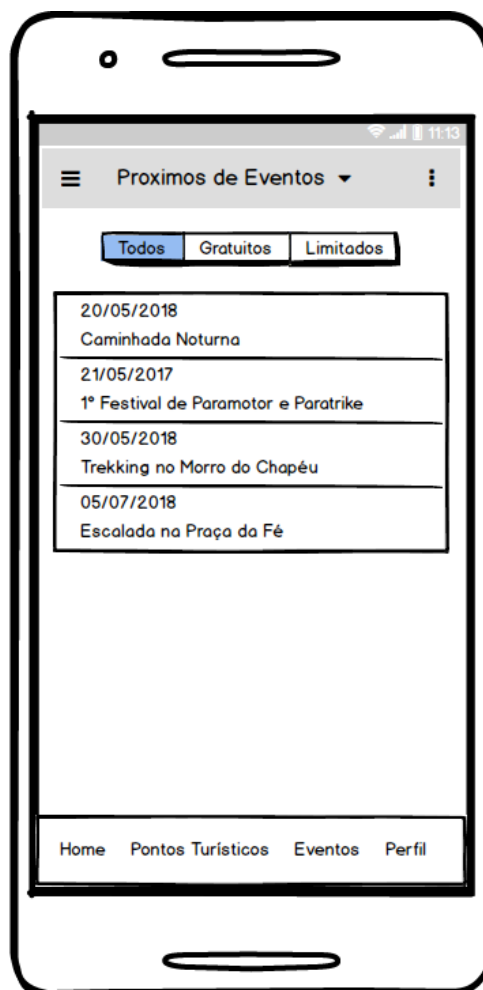 11:13
Proximos de Eventos
Todos Gratuitos Limitados
20/05/2018
Caminhada Noturna
21/05/2017
1º Festival de Paramotor e Paratrike
30/05/2018
Trekking no Morro do Chapéu
05/07/2018
Escalada na Praça da Fé
Home Pontos Turísticos Eventos Perfil